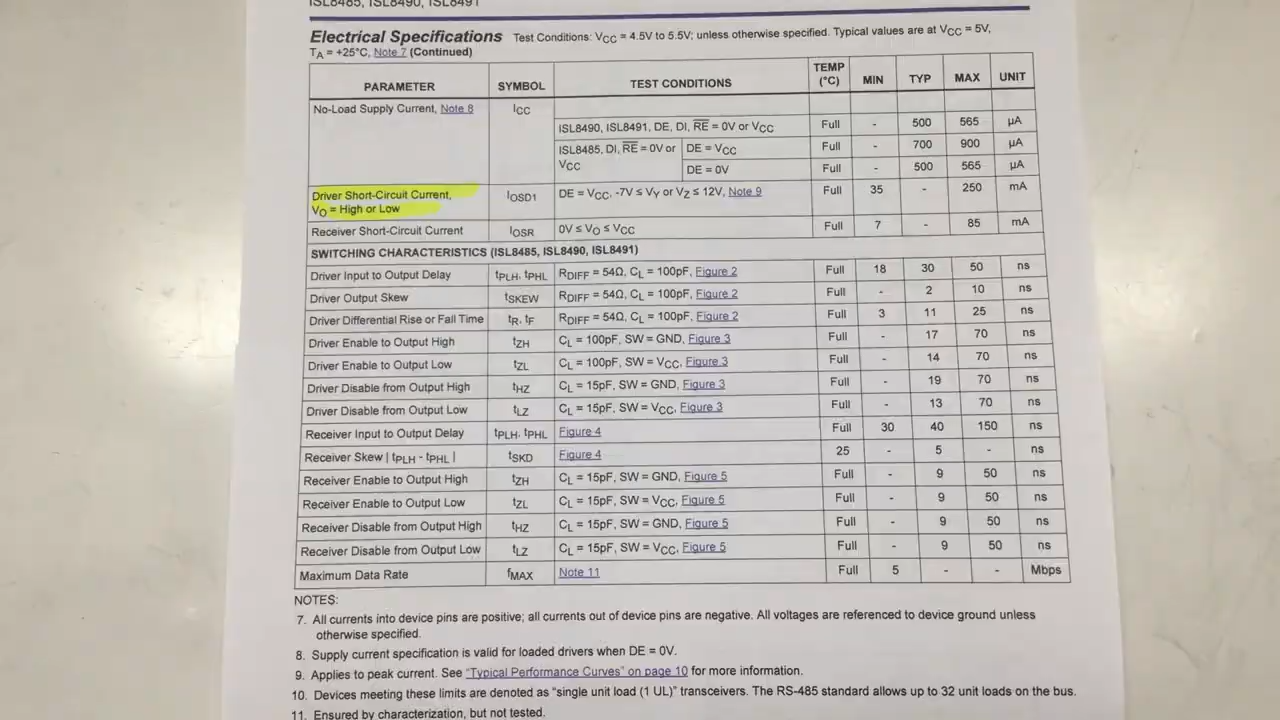 ISL8485, ISL8490, ISL8491
Electrical Specifications Test Conditions: VCC = 4.5V to 5.5V; unless otherwise specified. Typical values are at VCC = 5V,
TA = +25°C, Note 7 (Continued)
PARAMETER SYMBOL TEST CONDITIONS TEMP (°C) MIN TYP MAX UNIT
No-Load Supply Current, Note 8 ICC
ISL8490, ISL8491, DE, DI, RE = 0V or VCC Full - 500 565 µA
ISL8485, DI, RE = 0V or VCC DE = VCC Full - 700 900 µA
DE = 0V Full - 500 565 µA
Driver Short-Circuit Current, VO = High or Low IOSD1 DE = VCC, -7V ≤ VY or VZ ≤ 12V, Note 9 Full 35 - 250 mA
Receiver Short-Circuit Current IOSR 0V ≤ VO ≤ VCC Full 7 - 85 mA
SWITCHING CHARACTERISTICS (ISL8485, ISL8490, ISL8491)
Driver Input to Output Delay tPLH, tPHL RDIFF = 54Ω, CL = 100pF, Figure 2 Full 18 30 50 ns
Driver Output Skew tSKEW RDIFF = 54Ω, CL = 100pF, Figure 2 Full - 2 10 ns
Driver Differential Rise or Fall Time tR, tF RDIFF = 54Ω, CL = 100pF, Figure 2 Full 3 11 25 ns
Driver Enable to Output High tZH CL = 100pF, SW = GND, Figure 3 Full - 17 70 ns
Driver Enable to Output Low tZL CL = 100pF, SW = VCC, Figure 3 Full - 14 70 ns
Driver Disable from Output High tHZ CL = 15pF, SW = GND, Figure 3 Full - 19 70 ns
Driver Disable from Output Low tLZ CL = 15pF, SW = VCC, Figure 3 Full - 13 70 ns
Receiver Input to Output Delay tPLH, tPHL Figure 4 Full 30 40 150 ns
Receiver Skew | tPLH - tPHL | tSKD Figure 4 25 - 5 - ns
Receiver Enable to Output High tZH CL = 15pF, SW = GND, Figure 5 Full - 9 50 ns
Receiver Enable to Output Low tZL CL = 15pF, SW = VCC, Figure 5 Full - 9 50 ns
Receiver Disable from Output High tHZ CL = 15pF, SW = GND, Figure 5 Full - 9 50 ns
Receiver Disable from Output Low tLZ CL = 15pF, SW = VCC, Figure 5 Full - 9 50 ns
Maximum Data Rate fMAX Note 11 Full 5 - - Mbps
NOTES:
7. All currents into device pins are positive; all currents out of device pins are negative. All voltages are referenced to device ground unless
otherwise specified.
8. Supply current specification is valid for loaded drivers when DE = 0V.
9. Applies to peak current. See "Typical Performance Curves" on page 10 for more information.
10. Devices meeting these limits are denoted as "single unit load (1 UL)" transceivers. The RS-485 standard allows up to 32 unit loads on the bus.
11. Ensured by characterization, but not tested.